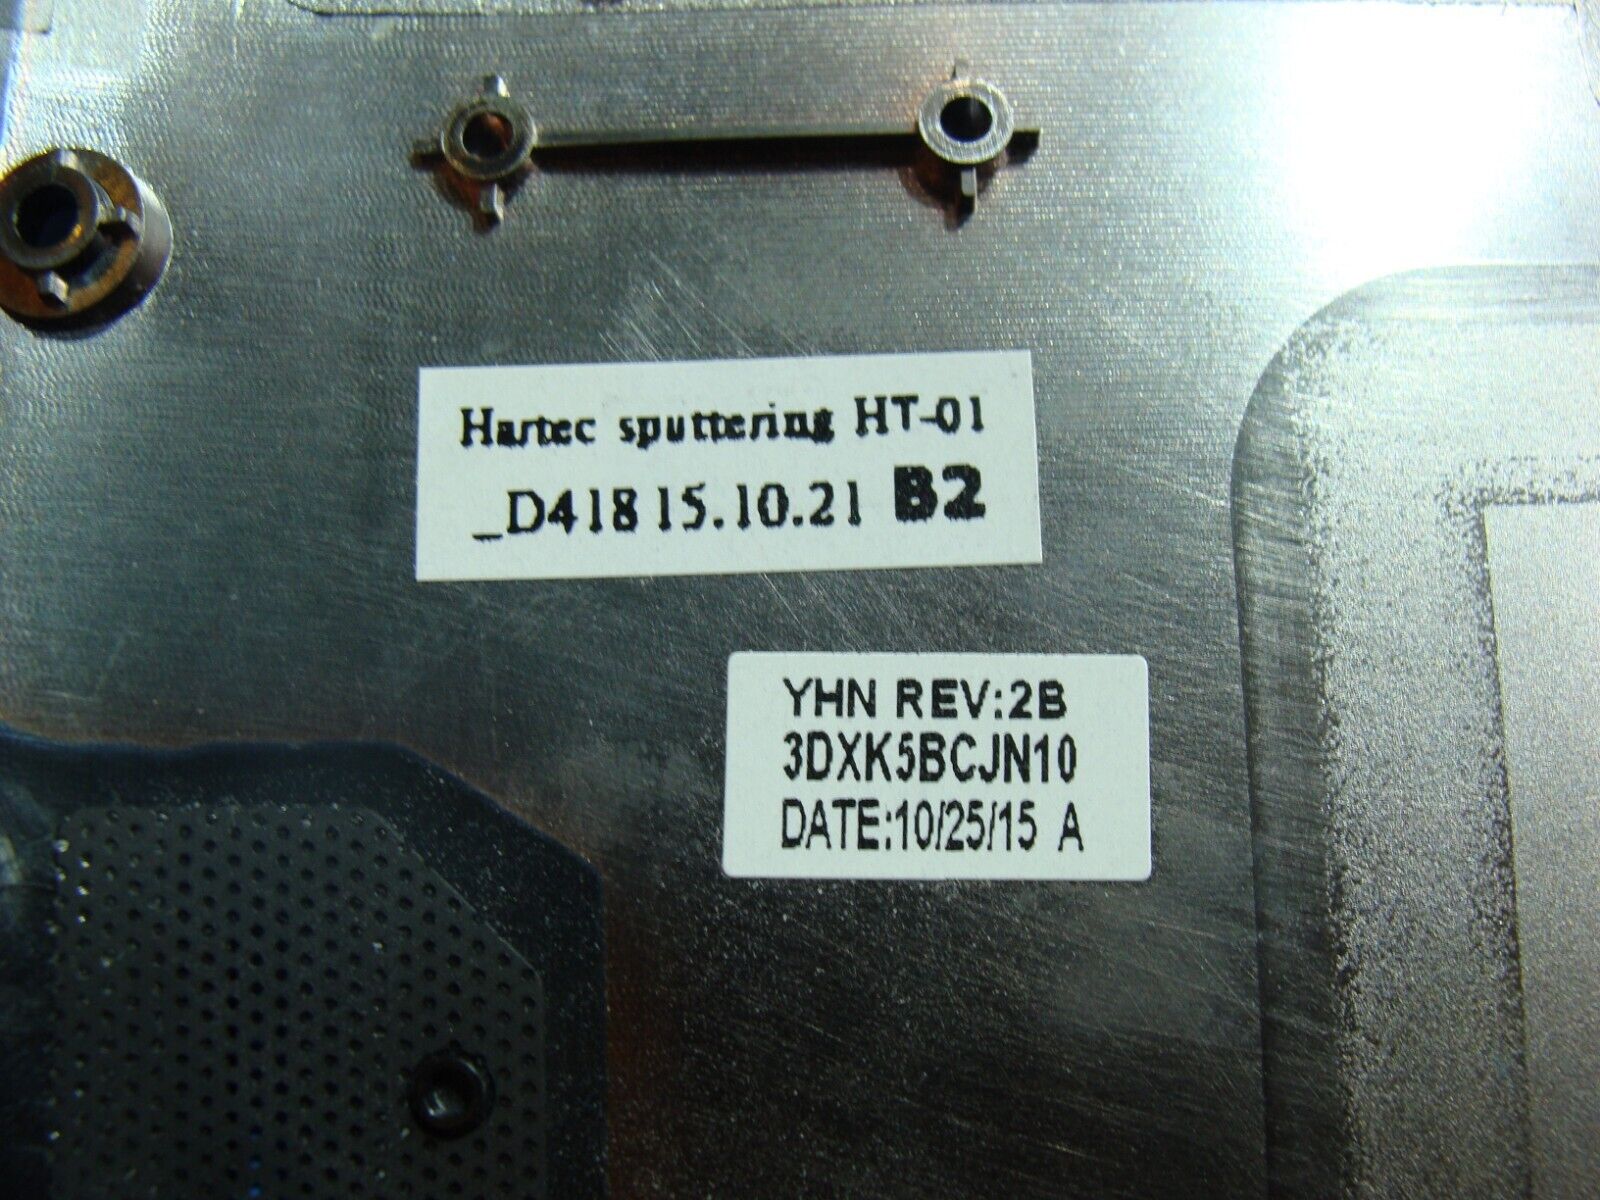 Hartec sputtering HT-01
_D418 15.10.21 B2
YHN REV:2B
3DXK5BCJN10
DATE:10/25/15 A